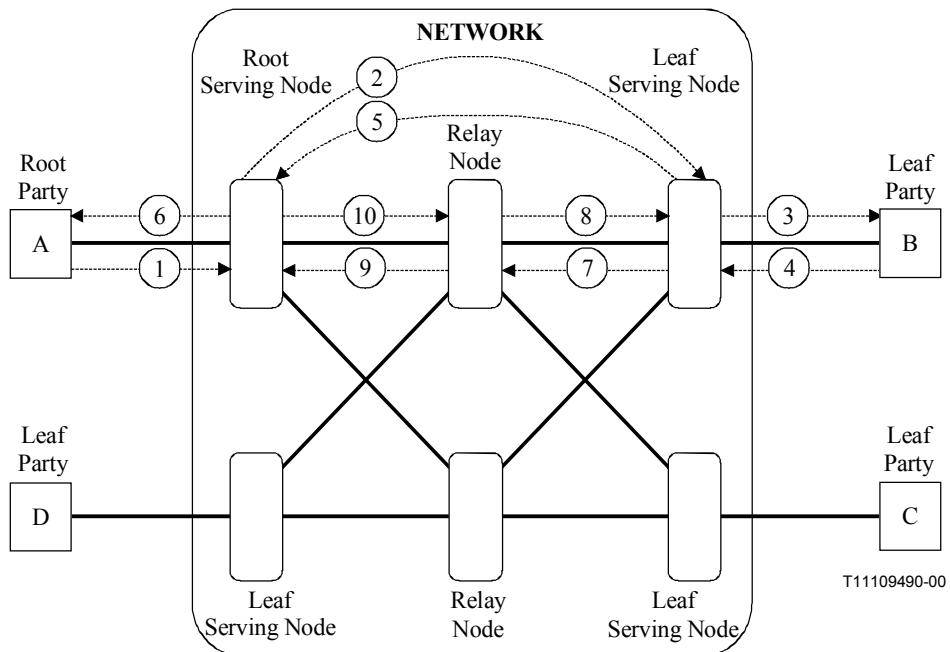 NETWORK
Root
Serving Node
2
Leaf
Serving Node
5
Relay
Node
Root
Party
Leaf
Party
6
10
8
3
A
B
1
9
7
4
Leaf
Party
Leaf
Party
D
C
T11109490-00
Leaf
Serving Node
Relay
Node
Leaf
Serving Node